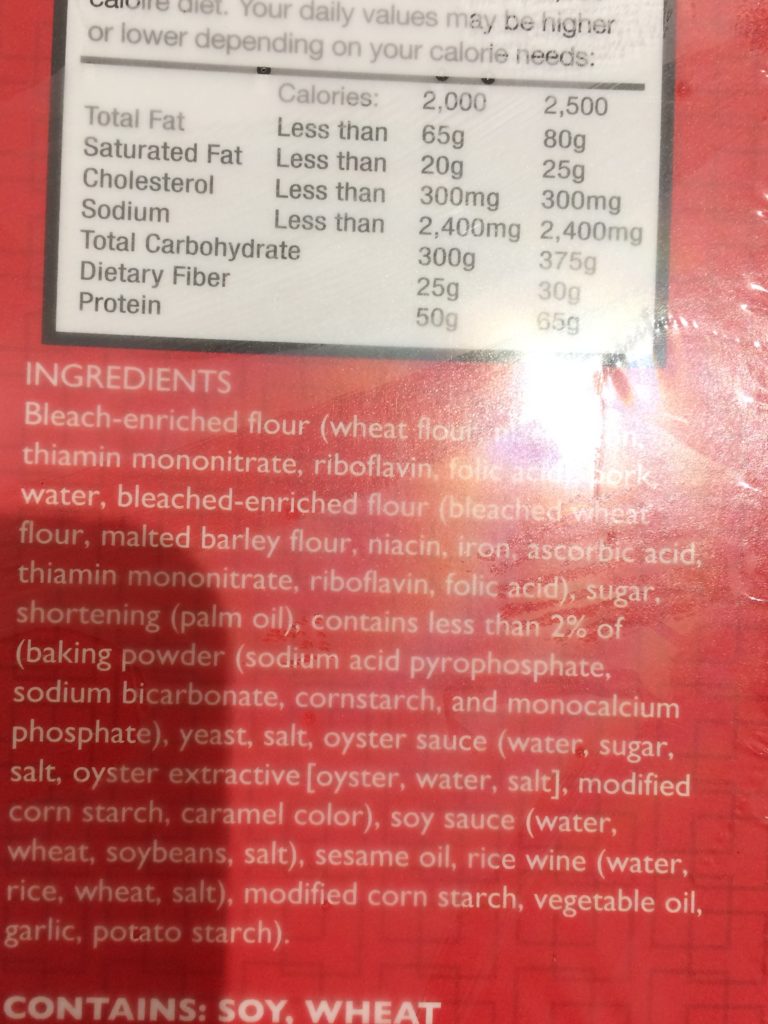 calorie diet. Your daily values may be higher
or lower depending on your calorie needs:
Calories: 2,000 2,500
Total Fat Less than 65g 80g
Saturated Fat Less than 20g 25g
Cholesterol Less than 300mg 300mg
Sodium Less than 2,400mg 2,400mg
Total Carbohydrate 300g 375g
Dietary Fiber 25g 30g
Protein 50g 65g
INGREDIENTS
Bleach-enriched flour (wheat flour,
thiamin mononitrate, riboflavin, folic acid pork,
water, bleached-enriched flour (bleached wheat
flour, malted barley flour, niacin, iron, ascorbic acid,
thiamin mononitrate, riboflavin, folic acid), sugar,
shortening (palm oil), contains less than 2% of
(baking powder (sodium acid pyrophosphate,
sodium bicarbonate, cornstarch, and monocalcium
phosphate), yeast, salt, oyster sauce (water, sugar,
salt, oyster extractive [oyster, water, salt], modified
corn starch, caramel color), soy sauce (water,
wheat, soybeans, salt), sesame oil, rice wine (water,
rice, wheat, salt), modified corn starch, vegetable oil,
garlic, potato starch).
CONTAINS: SOY, WHEAT